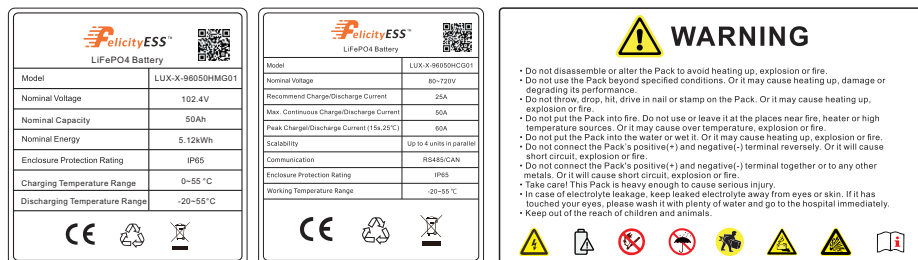 FelicityESS™
LiFePO4 Battery
Model LUX-X-96050HMG01
Nominal Voltage 102.4V
Nominal Capacity 50Ah
Nominal Energy 5.12kWh
Enclosure Protection Rating IP65
Charging Temperature Range 0~55 °C
Discharging Temperature Range -20~55°C
CE
FelicityESS™
LiFePO4 Battery
Model LUX-X-96050HCG01
Nominal Voltage 80~720V
Recommend Charge/Discharge Current 25A
Max. Continuous Charge/Discharge Current 50A
Peak Chargel/Discharge Current (15s,25℃) 60A
Scalability Up to 4 units in parallel
Communication RS485/CAN
Enclosure Protection Rating IP65
Working Temperature Range -20~55 ℃
CE
WARNING
• Do not disassemble or alter the Pack to avoid heating up, explosion or fire.
• Do not use the Pack beyond specified conditions. Or it may cause heating up, damage or
degrading its performance.
• Do not throw, drop, hit, drive in nail or stamp on the Pack. Or it may cause heating up,
explosion or fire.
• Do not put the Pack into fire. Do not use or leave it at the places near fire, heater or high
temperature sources. Or it may cause over temperature, explosion or fire.
• Do not put the Pack into the water or wet it. Or it may cause heating up, explosion or fire.
• Do not connect the Pack's positive(+) and negative(-) terminal reversely. Or it will cause
short circuit, explosion or fire.
• Do not connect the Pack's positive(+) and negative(-) terminal together or to any other
metals. Or it will cause short circuit, explosion or fire.
• Take care! This Pack is heavy enough to cause serious injury.
• In case of electrolyte leakage, keep leaked electrolyte away from eyes or skin. If it has
touched your eyes, please wash it with plenty of water and go to the hospital immediately.
• Keep out of the reach of children and animals.